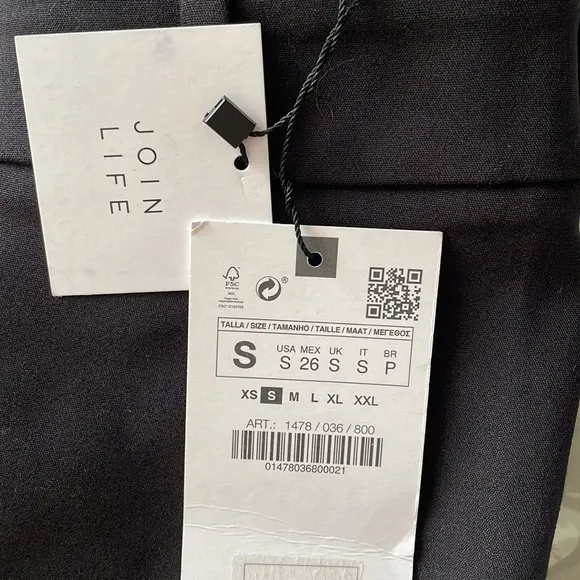 JOIN
LIFE
FSC
MIX
TALLA / SIZE / TAMANHO / TAILLE / MAAT / ΜΕΓΕΘΟΣ
S
USA MEX UK IT BR
S 26 S S P
XS S M L XL XXL
ART.: 1478 / 036 / 800
01478036800021